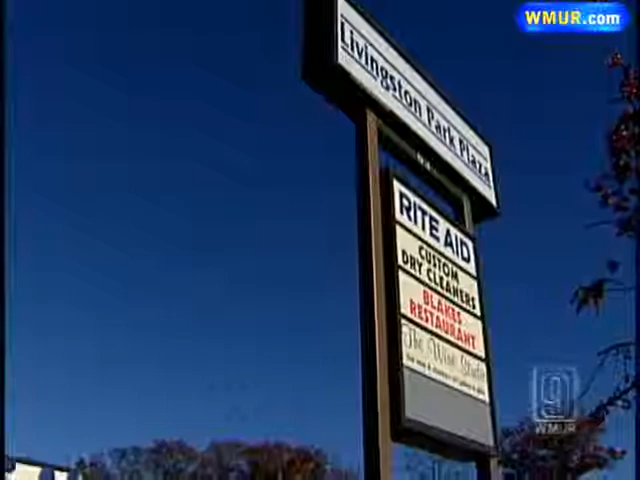 WMUR.com
Livingston Park Plaza
RITE AID
CUSTOM
DRY CLEANERS
BLAKES
RESTAURANT
The Wine Studio
9
WMUR